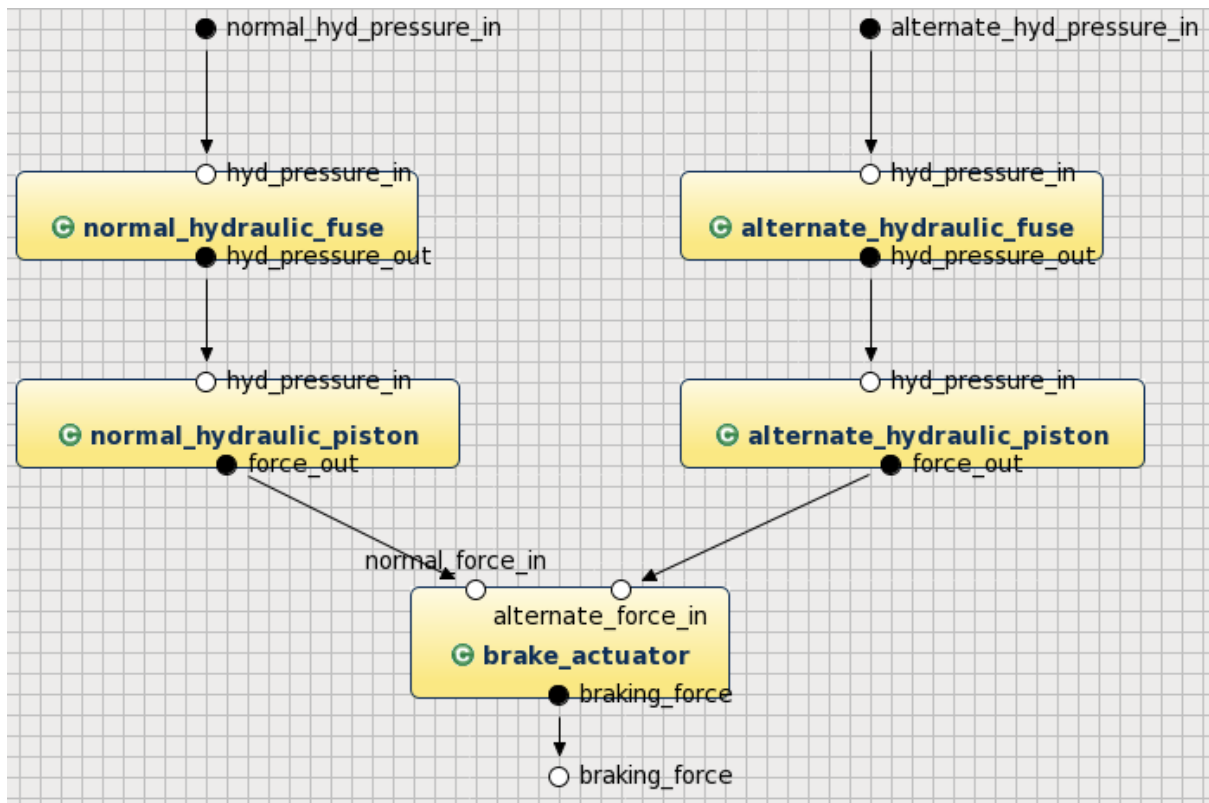 normal_hyd_pressure_in
alternate_hyd_pressure_in
hyd_pressure_in
hyd_pressure_in
C normal_hydraulic_fuse
C alternate_hydraulic_fuse
hyd_pressure_out
hyd_pressure_out
hyd_pressure_in
hyd_pressure_in
C normal_hydraulic_piston
C alternate_hydraulic_piston
force_out
force_out
normal_force_in
alternate_force_in
C brake_actuator
braking_force
braking_force